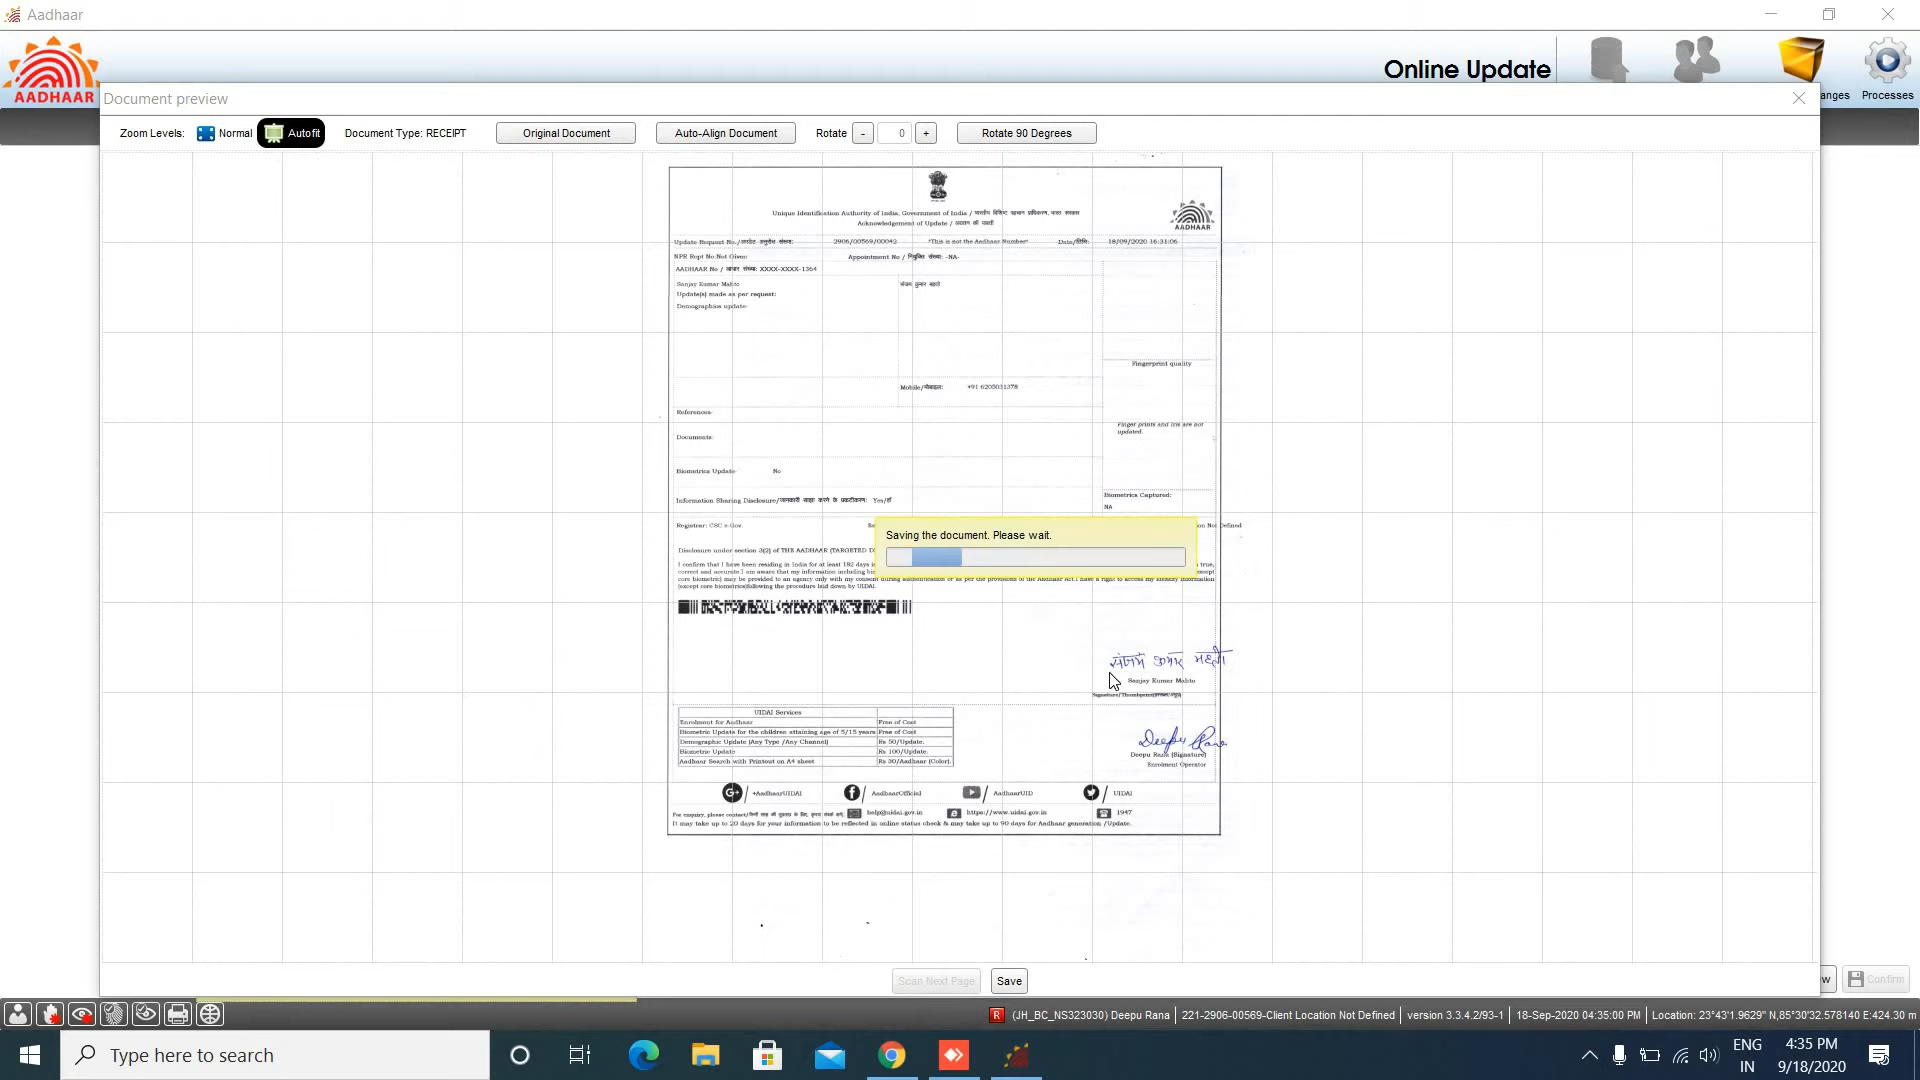 Aadhaar
AADHAAR
Online Update
anges
Processes
Document preview
Zoom Levels:
Normal
Autofit
Document Type: RECEIPT
Original Document
Auto-Align Document
Rotate - 0 +
Rotate 90 Degrees
Unique Identification Authority of India, Government of India / भारतीय विशिष्ट पहचान प्राधिकरण, भारत सरकार
Acknowledgement of Update /
AADHAAR
Update Request No./अपडेट अनुरोध संख्या: 2906/00569/00042 "This is not the Aadhaar Number" Date/तिथि: 18/09/2020 16:31:06
NPR Rcpt No:Not Given Appointment No / नियुक्ति संख्या: -NA-
AADHAAR No / आधार संख्या: XXXX-XXXX-1364
Sanjay Kumar Mahto संजय कुमार महतो
Update(s) made as per request:
Demographics update-
Fingerprint quality
Mobile/मोबाइल: +91 6205031378
References-
Finger prints and Iris are not
updated.
Documents:
Biometrics Update- No
Information Sharing Disclosure/जानकारी साझा करने के प्रकटीकरण: Yes/हाँ
Biometrics Captured:
NA
Registrar: CSC e-Gov.
on Not Defined
Saving the document. Please wait.
Disclosure under section 3(2) of THE AADHAAR (TARGETED D
I confirm that I have been residing in India for at least 182 days i
true,
correct and accurate.I am aware that my information including bio
xcept
core biometric) may be provided to an agency only with my consent during authentication or as per the provisions of the Aadhaar Act.I have a right to access my identity information
(except core biometrics)following the procedure laid down by UIDAI.
संजय कुमार महतो
Sanjay Kumar Mahto
UIDAI Services
Enrolment for Aadhaar Free of Cost
Biometric Update for the children attaining age of 5/15 years Free of Cost
Demographic Update (Any Type /Any Channel) Rs 50/Update.
Biometric Update Rs 100/Update.
Aadhaar Search with Printout on A4 sheet Rs 30/Aadhaar (Color).
Deepu Rana
Deepu Rana (Signature)
Enrolment Operator
G+ / +AadhaarUIDAI
/ AadhaarOfficial
/ AadhaarUID
/ UIDAI
For enquiry, please contact/
help@uidai.gov.in
https://www.uidai.gov.in
1947
It may take up to 20 days for your information to be reflected in online status check & may take up to 90 days for Aadhaar generation /Update.
Scan Next Page
Save
w
Confirm
R (JH_BC_NS323030) Deepu Rana
221-2906-00569-Client Location Not Defined
version 3.3.4.2/93-1
18-Sep-2020 04:35:00 PM
Location: 23°43'1.9629" N,85°30'32.578140 E:424.30 m
Type here to search
ENG
IN
4:35 PM
9/18/2020